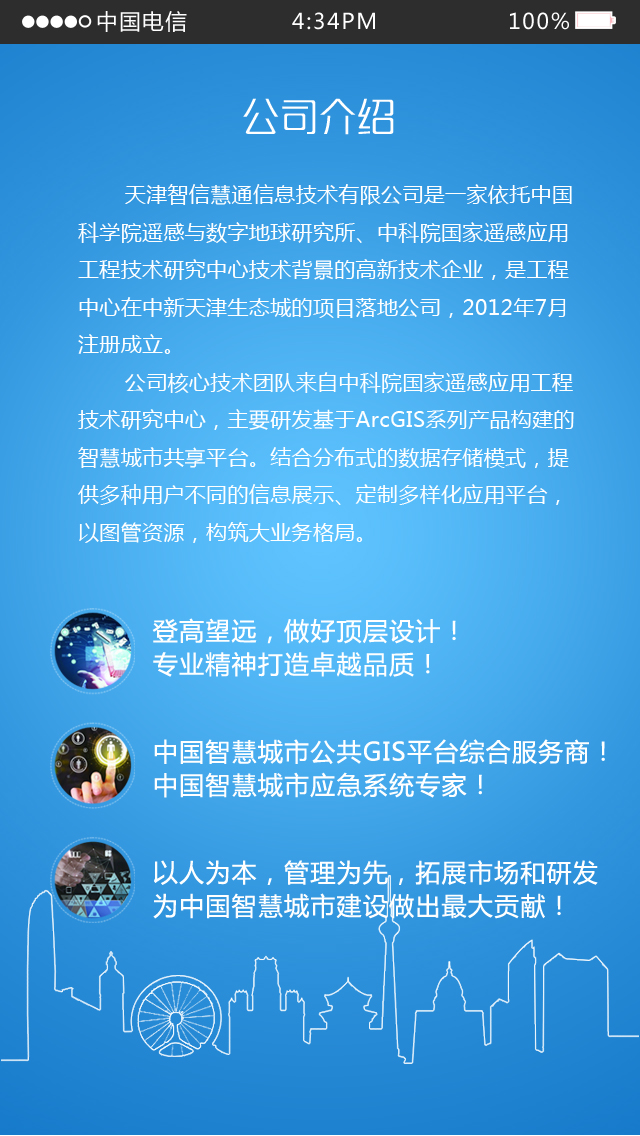 中国电信 4:34PM 100%
公司介绍
天津智信慧通信息技术有限公司是一家依托中国
科学院遥感与数字地球研究所、中科院国家遥感应用
工程技术研究中心技术背景的高新技术企业，是工程
中心在中新天津生态城的项目落地公司，2012年7月
注册成立。
公司核心技术团队来自中科院国家遥感应用工程
技术研究中心，主要研发基于ArcGIS系列产品构建的
智慧城市共享平台。结合分布式的数据存储模式，提
供多种用户不同的信息展示、定制多样化应用平台，
以图管资源，构筑大业务格局。
登高望远，做好顶层设计！
专业精神打造卓越品质！
中国智慧城市公共GIS平台综合服务商！
中国智慧城市应急系统专家！
以人为本，管理为先，拓展市场和研发
为中国智慧城市建设做出最大贡献！